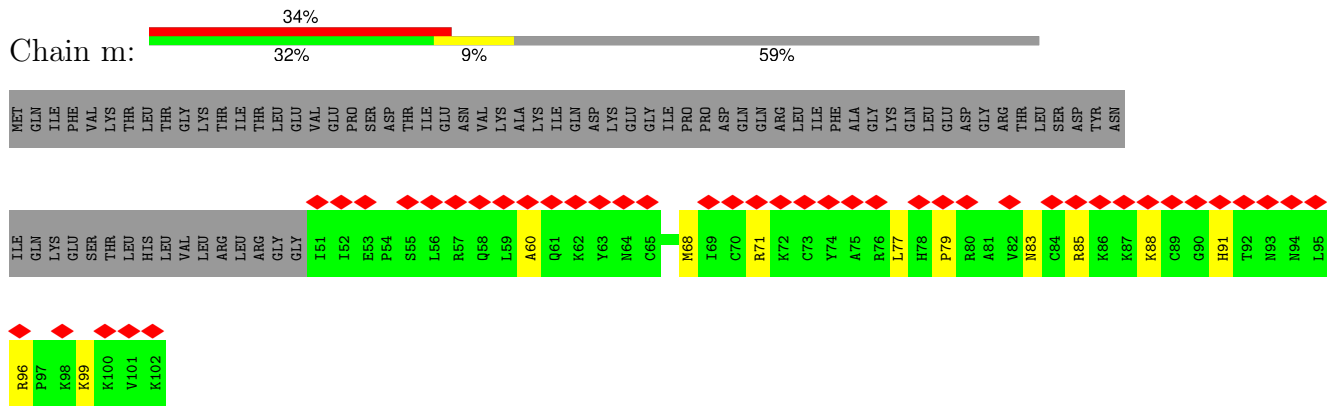 34%
Chain m:
32% 9% 59%
MET GLN ILE PHE VAL LYS THR LEU THR GLY LYS THR ILE THR LEU GLU VAL GLU PRO SER ASP THR ILE GLU ASN VAL LYS ALA LYS ILE GLN ASP LYS GLU GLY ILE PRO PRO ASP GLN GLN ARG LEU ILE PHE ALA GLY LYS GLN LEU GLU ASP GLY ARG THR LEU SER ASP TYR ASN
ILE GLN LYS GLU SER THR LEU HIS LEU VAL LEU ARG LEU ARG GLY GLY I51 I52 E53 P54 S55 L56 R57 Q58 L59 A60 Q61 K62 Y63 N64 C65 M68 I69 C70 R71 K72 C73 Y74 A75 R76 L77 H78 P79 R80 A81 V82 N83 C84 R85 K86 K87 K88 C89 G90 H91 T92 N93 N94 L95
R96 P97 K98 K99 K100 V101 K102